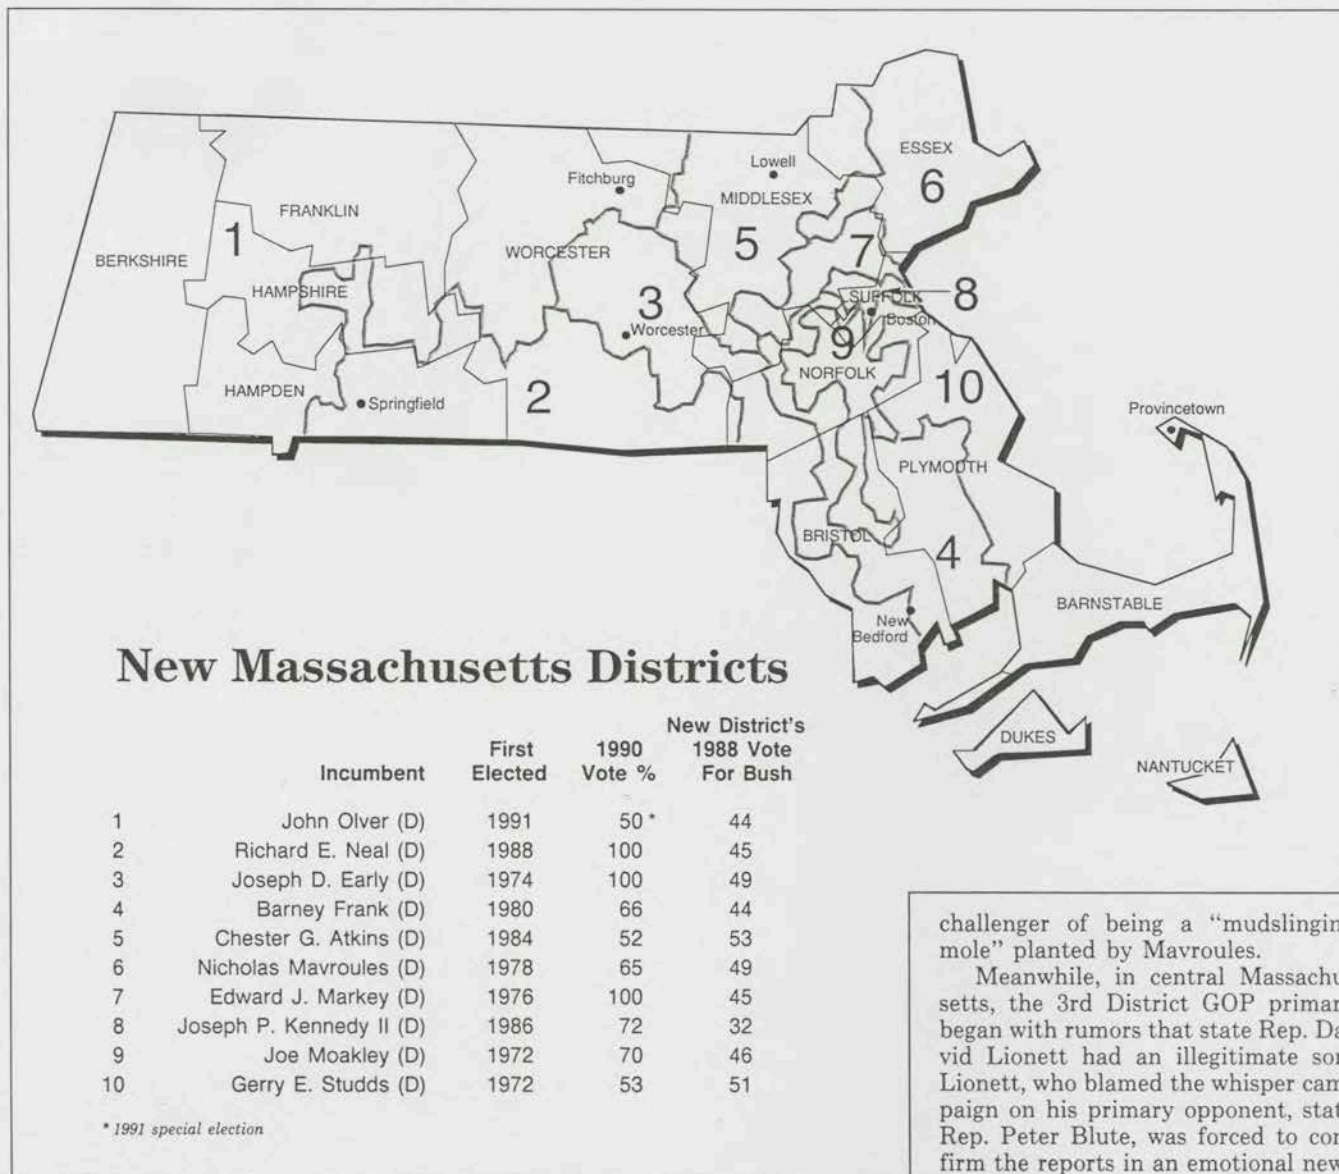 ESSEX
Lowell
6
Fitchburg
MIDDLESEX
FRANKLIN
1
5
7
WORCESTER
BERKSHIRE
HAMPSHIRE
3
SUFFOLK
8
Boston
Worcester
9
NORFOLK
HAMPDEN
2
10
Springfield
Provincetown
PLYMOUTH
BRISTOL
4
BARNSTABLE
New
Bedford
DUKES
NANTUCKET
New Massachusetts Districts
New District's
First 1990 1988 Vote
Incumbent Elected Vote % For Bush
1 John Olver (D) 1991 50 * 44
2 Richard E. Neal (D) 1988 100 45
3 Joseph D. Early (D) 1974 100 49
4 Barney Frank (D) 1980 66 44
5 Chester G. Atkins (D) 1984 52 53
6 Nicholas Mavroules (D) 1978 65 49
7 Edward J. Markey (D) 1976 100 45
8 Joseph P. Kennedy II (D) 1986 72 32
9 Joe Moakley (D) 1972 70 46
10 Gerry E. Studds (D) 1972 53 51
* 1991 special election
challenger of being a “mudslingin
mole” planted by Mavroules.
Meanwhile, in central Massachu
setts, the 3rd District GOP primar
began with rumors that state Rep. Da
vid Lionett had an illegitimate so
Lionett, who blamed the whisper cam
paign on his primary opponent, stat
Rep. Peter Blute, was forced to con
firm the reports in an emotional new